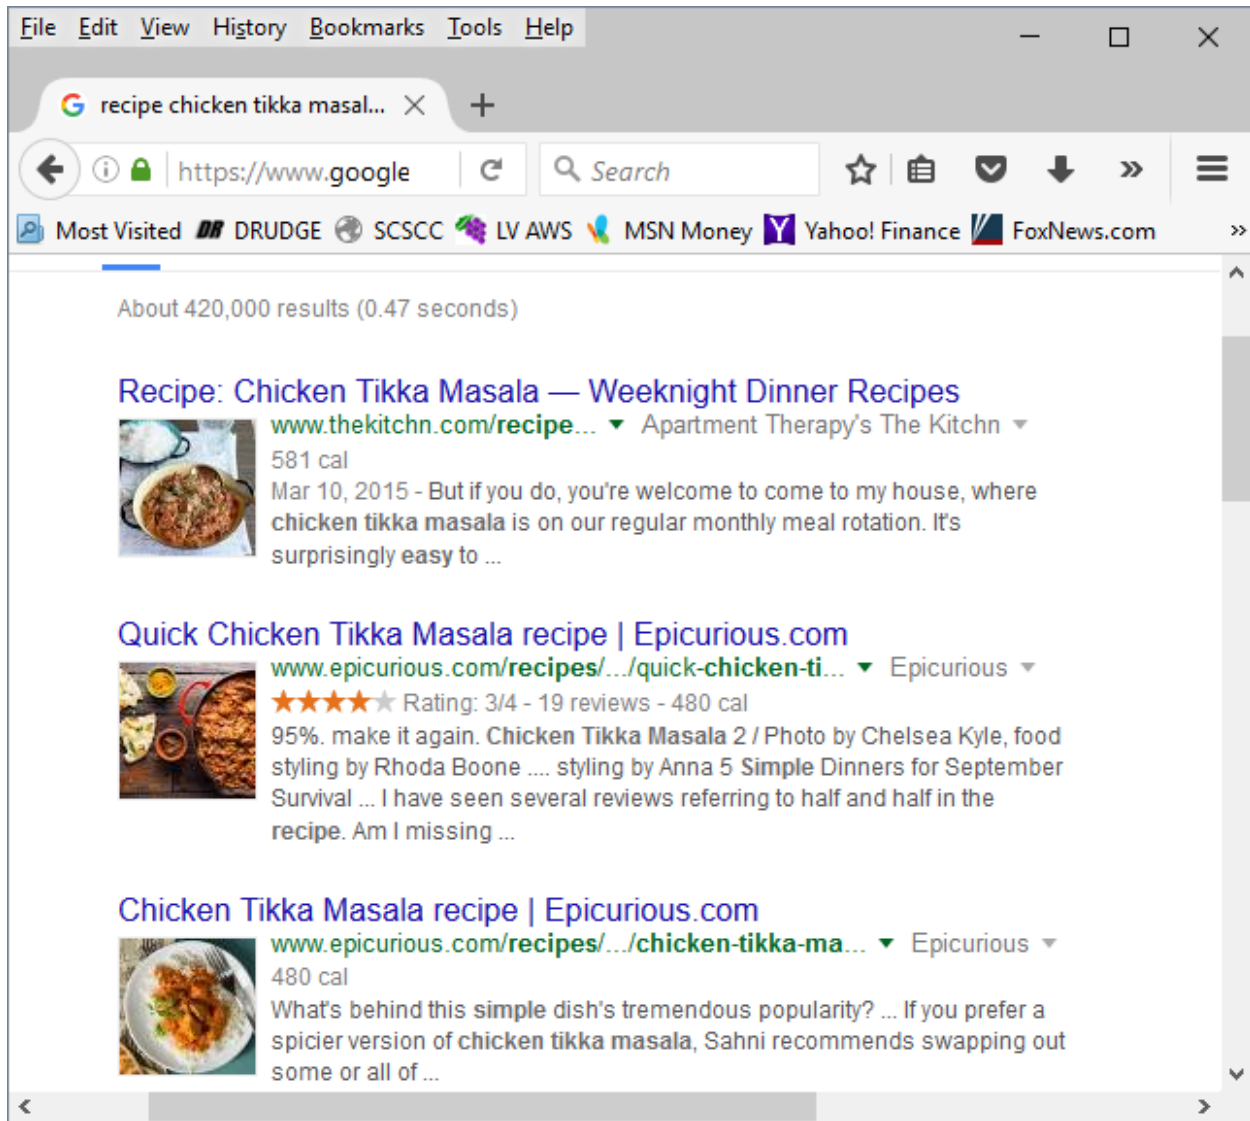 File Edit View History Bookmarks Tools Help
recipe chicken tikka masal...
https://www.google Search
Most Visited DR DRUDGE SCSCC LV AWS MSN Money Y Yahoo! Finance FoxNews.com
About 420,000 results (0.47 seconds)
Recipe: Chicken Tikka Masala — Weeknight Dinner Recipes
www.thekitchn.com/recipe... Apartment Therapy's The Kitchn
581 cal
Mar 10, 2015 - But if you do, you're welcome to come to my house, where
chicken tikka masala is on our regular monthly meal rotation. It's
surprisingly easy to ...
Quick Chicken Tikka Masala recipe | Epicurious.com
www.epicurious.com/recipes/.../quick-chicken-ti... Epicurious
Rating: 3/4 - 19 reviews - 480 cal
95%. make it again. Chicken Tikka Masala 2 / Photo by Chelsea Kyle, food
styling by Rhoda Boone .... styling by Anna 5 Simple Dinners for September
Survival ... I have seen several reviews referring to half and half in the
recipe. Am I missing ...
Chicken Tikka Masala recipe | Epicurious.com
www.epicurious.com/recipes/.../chicken-tikka-ma... Epicurious
480 cal
What's behind this simple dish's tremendous popularity? ... If you prefer a
spicier version of chicken tikka masala, Sahni recommends swapping out
some or all of ...